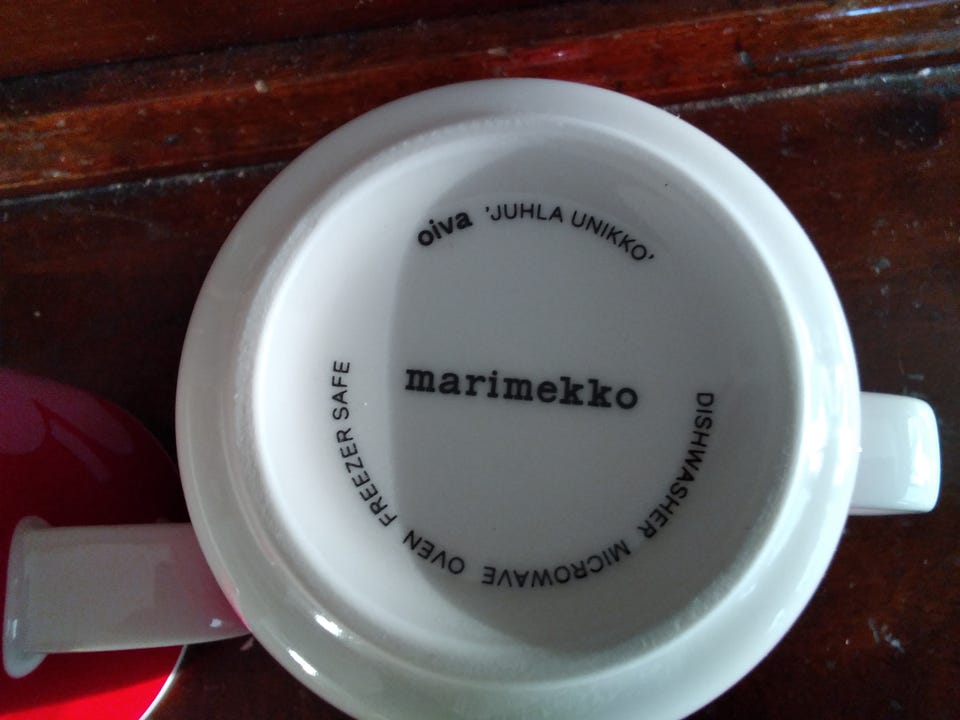 oiva 'JUHLA UNIKKO'
marimekko
DISHWASHER MICROWAVE OVEN FREEZER SAFE